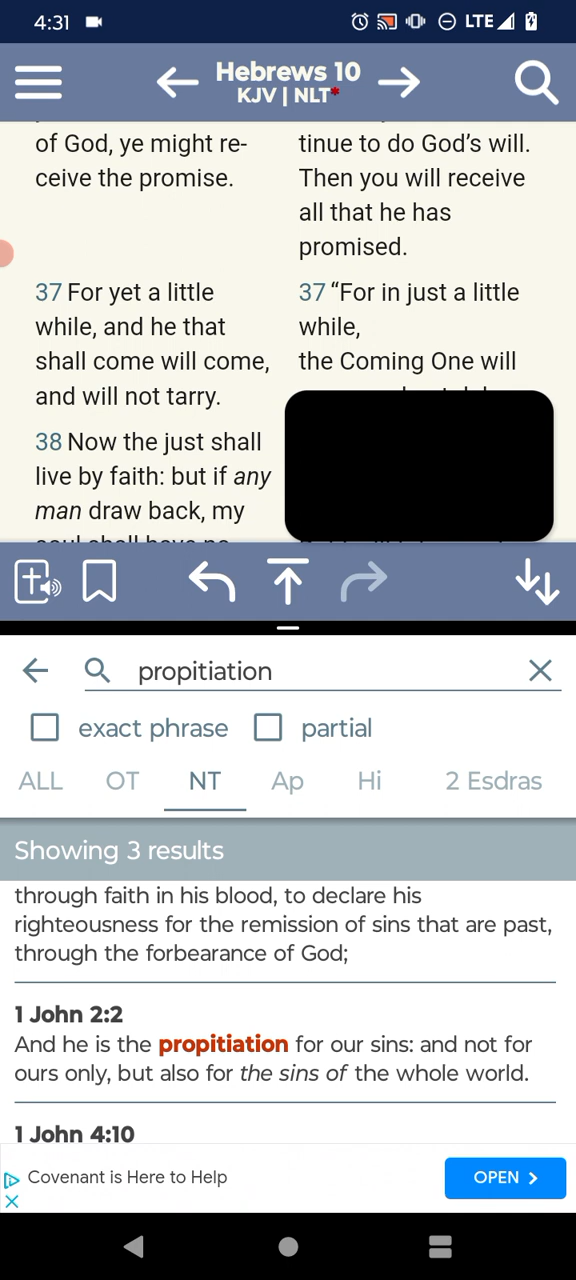 4:31
LTE
Hebrews 10
KJV | NLT*
of God, ye might re-
ceive the promise.
37 For yet a little
while, and he that
shall come will come,
and will not tarry.
38 Now the just shall
live by faith: but if any
man draw back, my
soul shall have no
tinue to do God's will.
Then you will receive
all that he has
promised.
37 “For in just a little
while,
the Coming One will
propitiation
exact phrase
partial
ALL OT NT Ap Hi 2 Esdras
Showing 3 results
through faith in his blood, to declare his
righteousness for the remission of sins that are past,
through the forbearance of God;
1 John 2:2
And he is the propitiation for our sins: and not for
ours only, but also for the sins of the whole world.
1 John 4:10
Covenant is Here to Help
OPEN